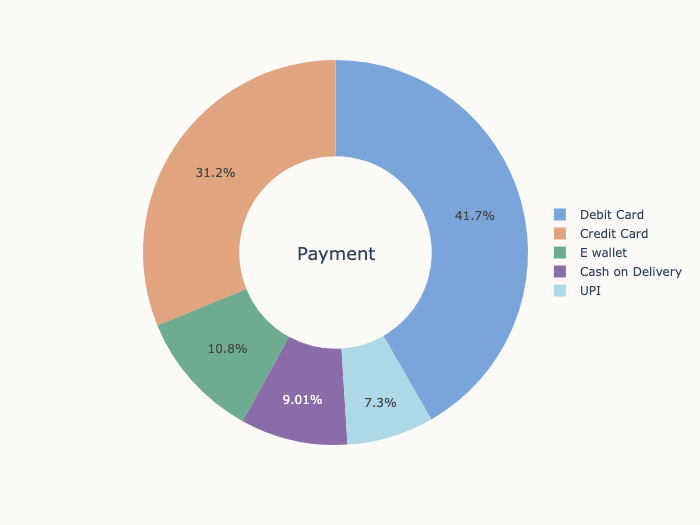 31.2%
41.7%
Payment
10.8%
9.01%
7.3%
Debit Card
Credit Card
E wallet
Cash on Delivery
UPI